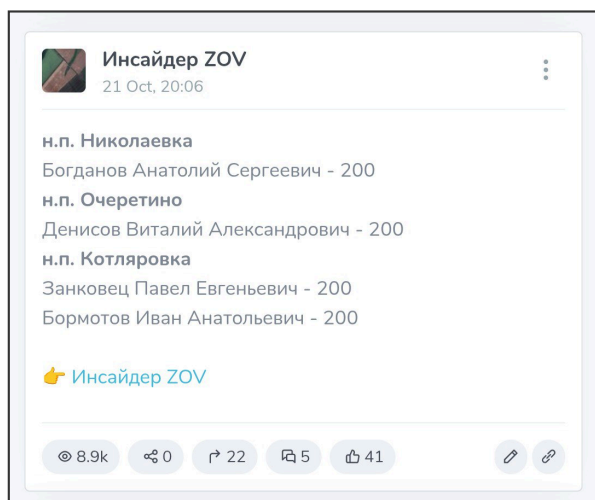 Инсайдер ZOV
21 Oct, 20:06
н.п. Николаевка
Богданов Анатолий Сергеевич - 200
н.п. Очеретино
Денисов Виталий Александрович - 200
н.п. Котляровка
Занковец Павел Евгеньевич - 200
Бормотов Иван Анатольевич - 200
👉 Инсайдер ZOV
8.9k 0 22 5 41